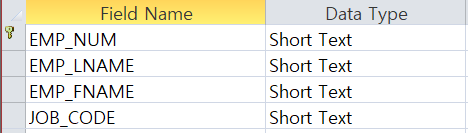 Field Name Data Type
EMP_NUM Short Text
EMP_LNAME Short Text
EMP_FNAME Short Text
JOB_CODE Short Text